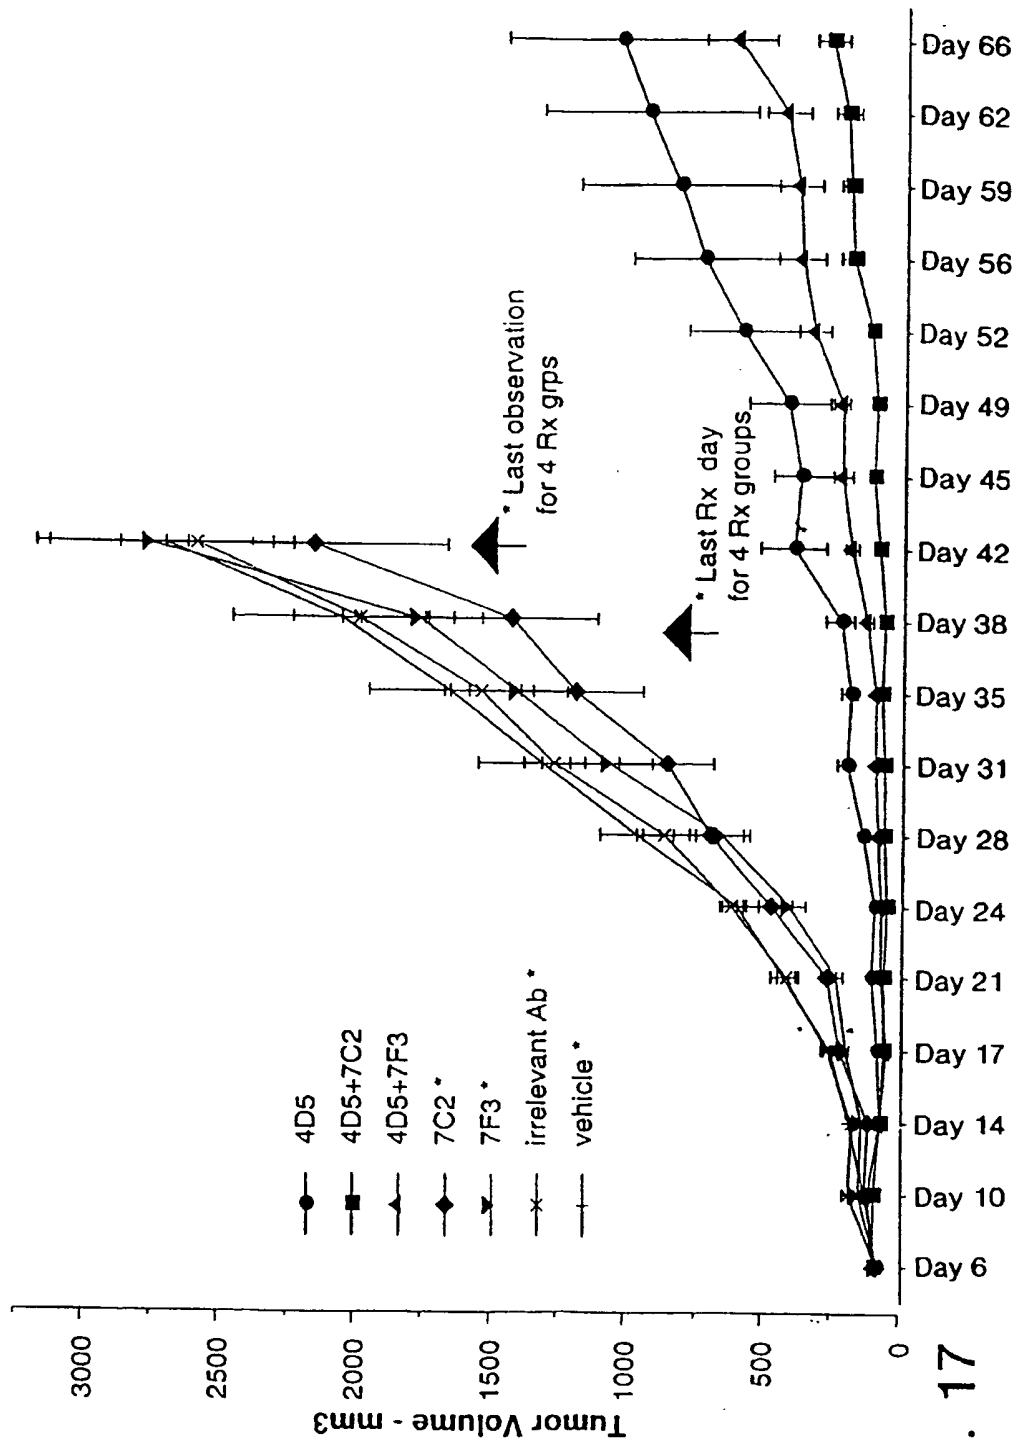 Tumor Volume - mm3
3000
2500
2000
1500
1000
500
0
4D5
4D5+7C2
4D5+7F3
7C2 *
7F3 *
irrelevant Ab *
vehicle *
* Last observation
for 4 Rx grps
* Last Rx day
for 4 Rx groups
Day 6
Day 10
Day 14
Day 17
Day 21
Day 24
Day 28
Day 31
Day 35
Day 38
Day 42
Day 45
Day 49
Day 52
Day 56
Day 59
Day 62
Day 66
. 17